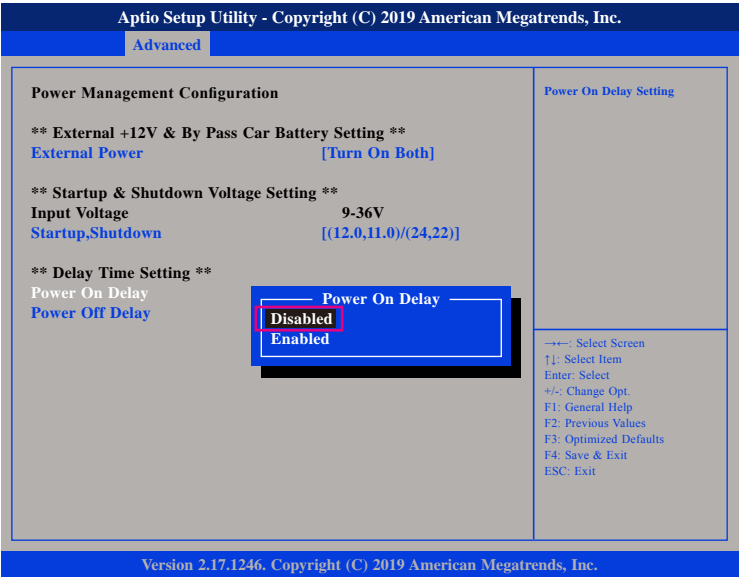 Aptio Setup Utility - Copyright (C) 2019 American Megatrends, Inc.
Advanced
Power Management Configuration
** External +12V & By Pass Car Battery Setting **
External Power [Turn On Both]
** Startup & Shutdown Voltage Setting **
Input Voltage 9-36V
Startup,Shutdown [(12.0,11.0)/(24,22)]
** Delay Time Setting **
Power On Delay
Power Off Delay
Power On Delay
Disabled
Enabled
Power On Delay Setting
→←: Select Screen
↑↓: Select Item
Enter: Select
+/-: Change Opt.
F1: General Help
F2: Previous Values
F3: Optimized Defaults
F4: Save & Exit
ESC: Exit
Version 2.17.1246. Copyright (C) 2019 American Megatrends, Inc.